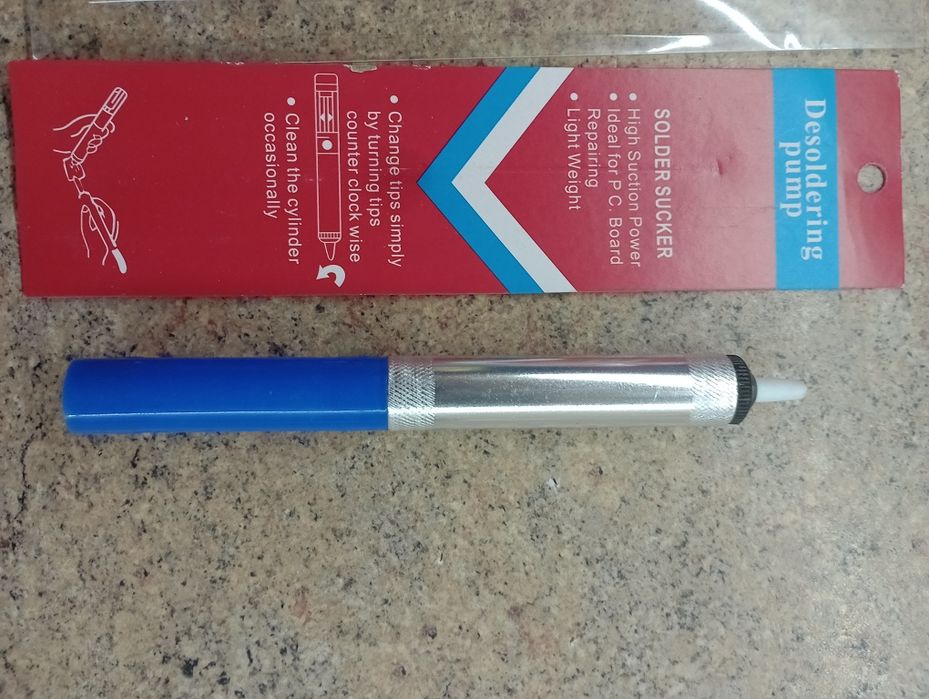 Desoldering
pump
SOLDER SUCKER
• High Suction Power
• Ideal for P.C. Board
Repairing
• Light Weight
• Change tips simply
by turning tips
counter clock wise
• Clean the cylinder
occasionally